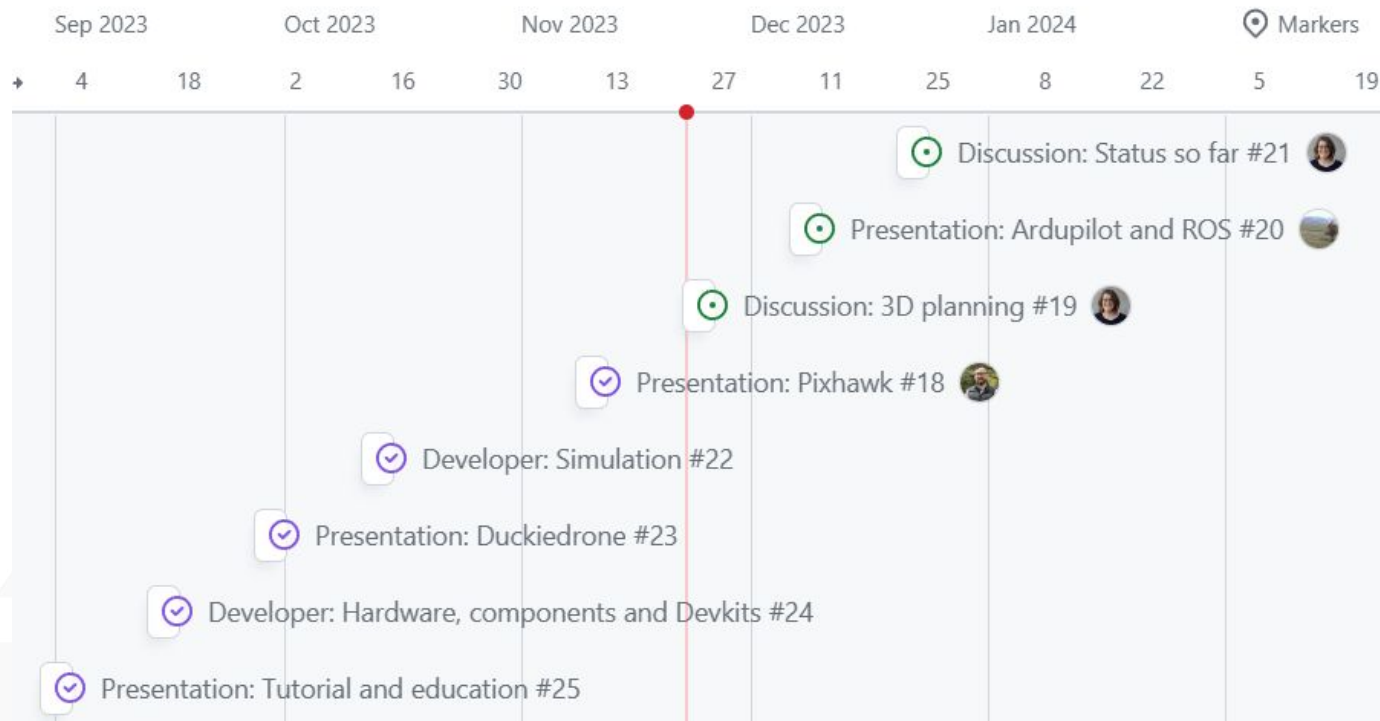 Sep 2023 Oct 2023 Nov 2023 Dec 2023 Jan 2024 Markers
4 18 2 16 30 13 27 11 25 8 22 5 19
Discussion: Status so far #21
Presentation: Ardupilot and ROS #20
Discussion: 3D planning #19
Presentation: Pixhawk #18
Developer: Simulation #22
Presentation: Duckiedrone #23
Developer: Hardware, components and Devkits #24
Presentation: Tutorial and education #25